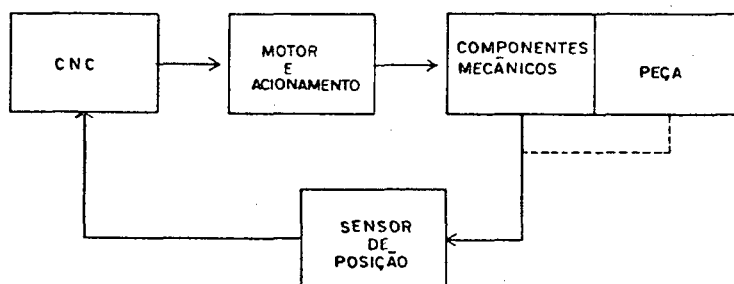 CNC
MOTOR
E
ACIONAMENTO
COMPONENTES
MECÂNICOS
PEÇA
SENSOR
DE
POSIÇÃO